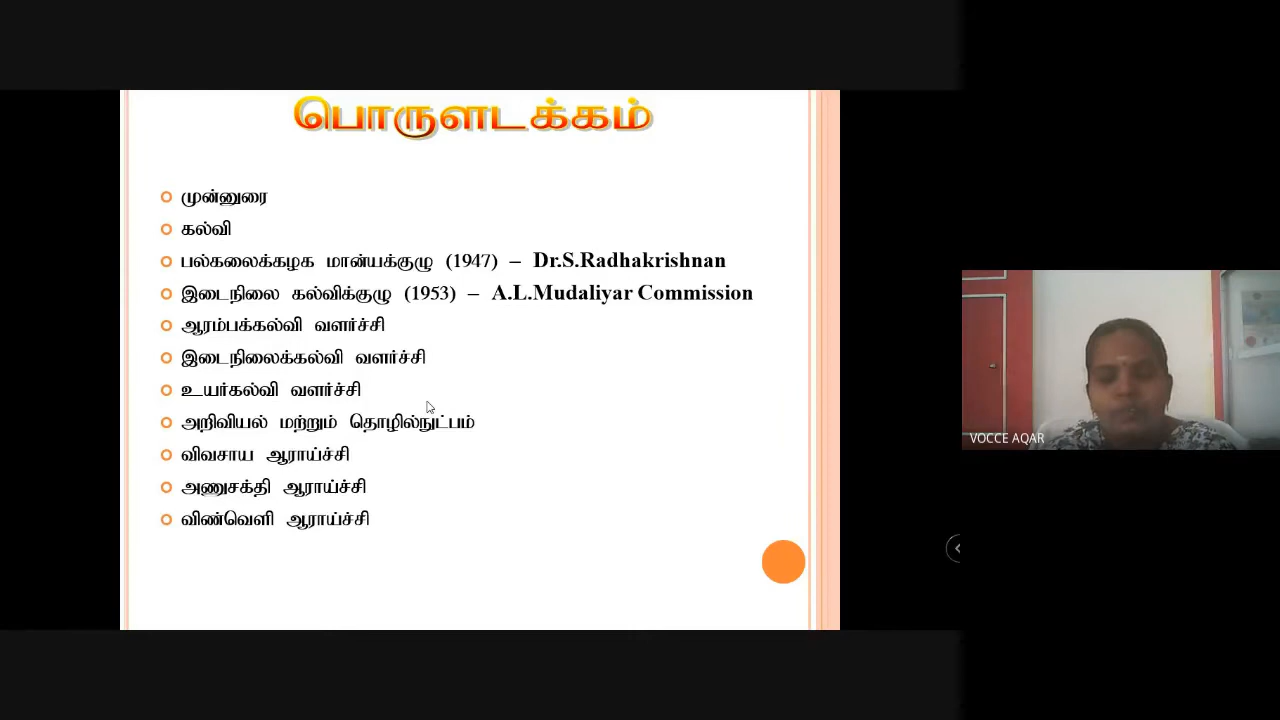 பொருளடக்கம்
முன்னுரை
கல்வி
பல்கலைக்கழக மான்யக்குழு (1947) – Dr.S.Radhakrishnan
இடைநிலை கல்விக்குழு (1953) – A.L.Mudaliyar Commission
ஆரம்பக்கல்வி வளர்ச்சி
இடைநிலைக்கல்வி வளர்ச்சி
உயர்கல்வி வளர்ச்சி
அறிவியல் மற்றும் தொழில்நுட்பம்
விவசாய ஆராய்ச்சி
அணுசக்தி ஆராய்ச்சி
விண்வெளி ஆராய்ச்சி
VOCCE AQAR